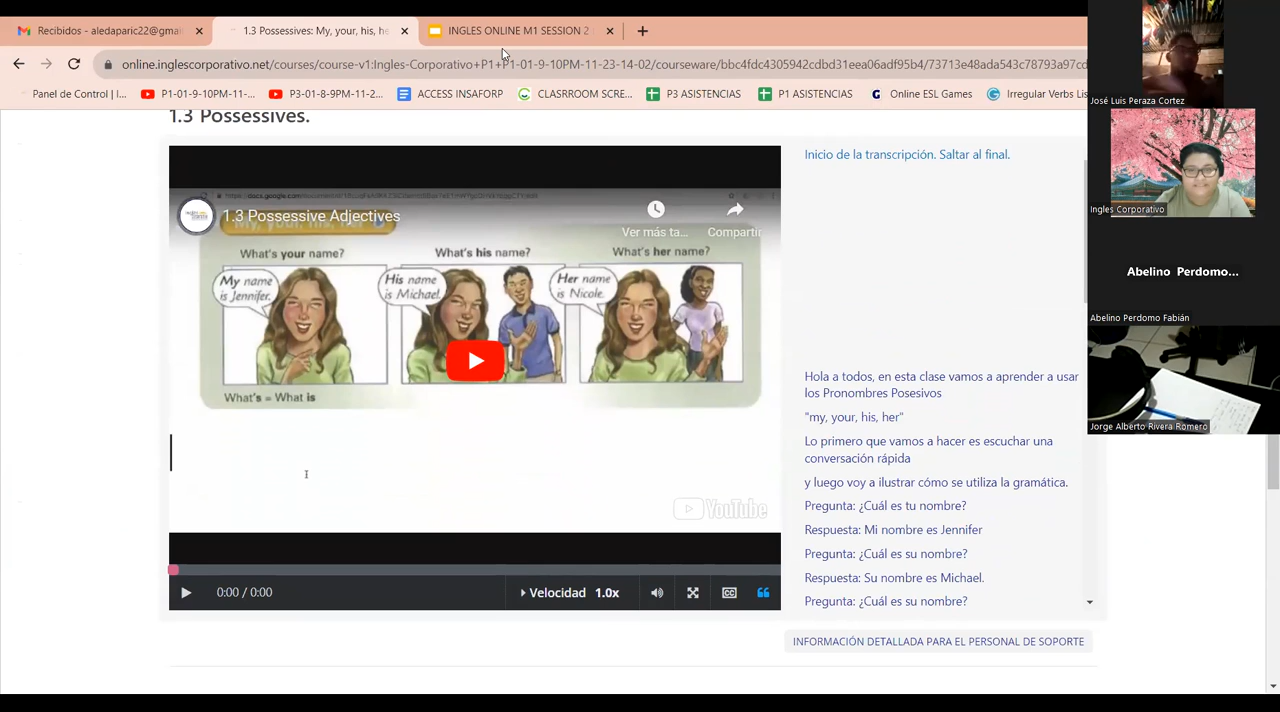 Recibidos - aledaparic22@gmai
1.3 Possessives: My, your, his, he
INGLES ONLINE M1 SESSION 2
online.inglescorporativo.net/courses/course-v1:Ingles-Corporativo+P1+P1-01-9-10PM-11-23-14-02/courseware/bbc4fdc4305942cdbd31eea06adf95b4/73713e48ada543c78793a97cd
Panel de Control | I...
P1-01-9-10PM-11-...
P3-01-8-9PM-11-2...
ACCESS INSAFORP
CLASRROOM SCRE...
P3 ASISTENCIAS
P1 ASISTENCIAS
Online ESL Games
Irregular Verbs Lis
1.3 Possessives.
1.3 Possessive Adjectives
Ver más ta...
Compartir
My, your, his, her
What's your name?
What's his name?
What's her name?
My name
is Jennifer.
His name
is Michael.
Her name
is Nicole.
What's = What is
YouTube
0:00 / 0:00
Velocidad 1.0x
CC
Inicio de la transcripción. Saltar al final.
Hola a todos, en esta clase vamos a aprender a usar
los Pronombres Posesivos
"my, your, his, her"
Lo primero que vamos a hacer es escuchar una
conversación rápida
y luego voy a ilustrar cómo se utiliza la gramática.
Pregunta: ¿Cuál es tu nombre?
Respuesta: Mi nombre es Jennifer
Pregunta: ¿Cuál es su nombre?
Respuesta: Su nombre es Michael.
Pregunta: ¿Cuál es su nombre?
INFORMACIÓN DETALLADA PARA EL PERSONAL DE SOPORTE
José Luis Peraza Cortez
Ingles Corporativo
Abelino Perdomo...
Abelino Perdomo Fabián
Jorge Alberto Rivera Romero